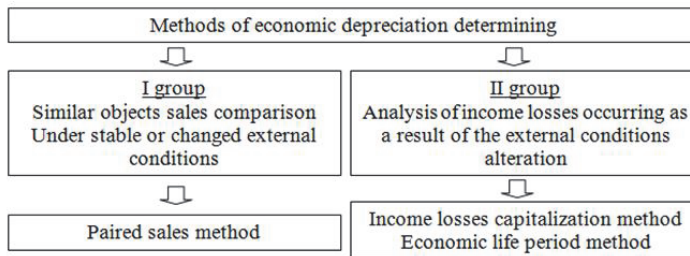 Methods of economic depreciation determining
I group
Similar objects sales comparison
Under stable or changed external
conditions
II group
Analysis of income losses occurring as
a result of the external conditions
alteration
Paired sales method
Income losses capitalization method
Economic life period method